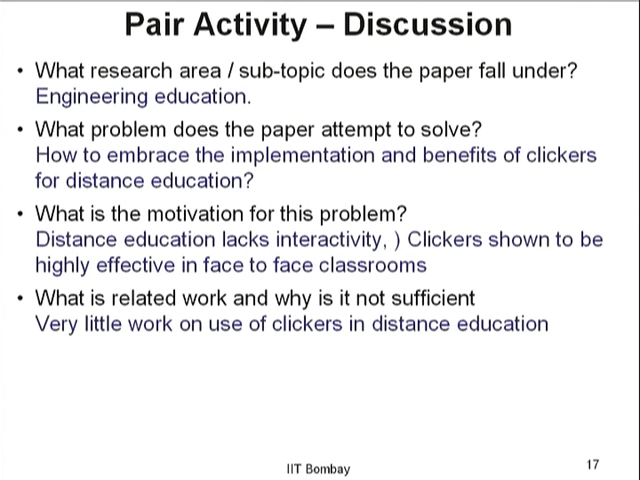 Pair Activity – Discussion
• What research area / sub-topic does the paper fall under?
Engineering education.
• What problem does the paper attempt to solve?
How to embrace the implementation and benefits of clickers
for distance education?
• What is the motivation for this problem?
Distance education lacks interactivity, ) Clickers shown to be
highly effective in face to face classrooms
• What is related work and why is it not sufficient
Very little work on use of clickers in distance education
IIT Bombay
17